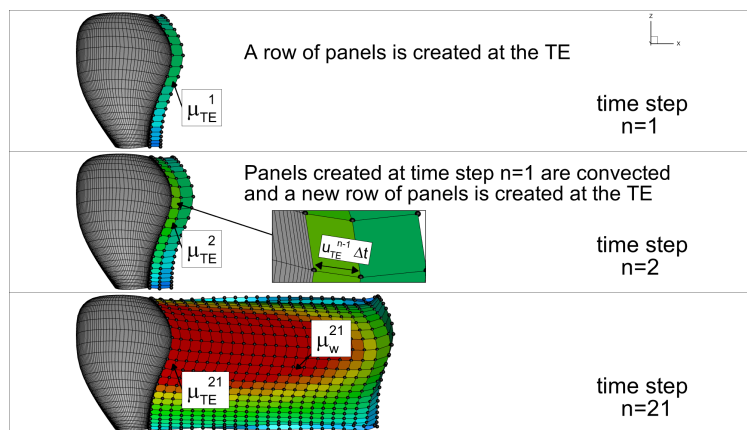 A row of panels is created at the TE
z
x
μTE1
time step
n=1
Panels created at time step n=1 are convected
and a new row of panels is created at the TE
μTE2
uTEn-1 Δt
time step
n=2
μw21
μTE21
time step
n=21